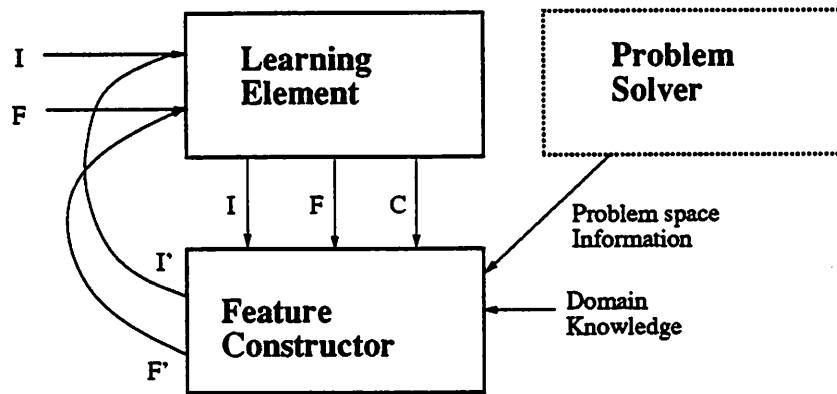 I
F
Learning
Element
Problem
Solver
I
F
C
Problem space
Information
I'
F'
Feature
Constructor
Domain
Knowledge